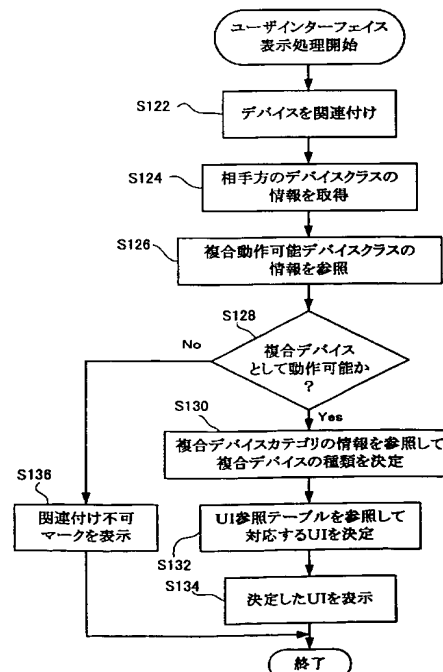 ユーザインターフェイス
表示処理開始
S122
デバイスを関連付け
S124
相手方のデバイスクラスの
情報を取得
S126
複合動作可能デバイスクラスの
情報を参照
S128
No
複合デバイス
として動作可能か
?
Yes
S130
複合デバイスカテゴリの情報を参照して
複合デバイスの種類を決定
S136
関連付け不可
マークを表示
UI参照テーブルを参照して
対応するUIを決定
S132
S134
決定したUIを表示
終了